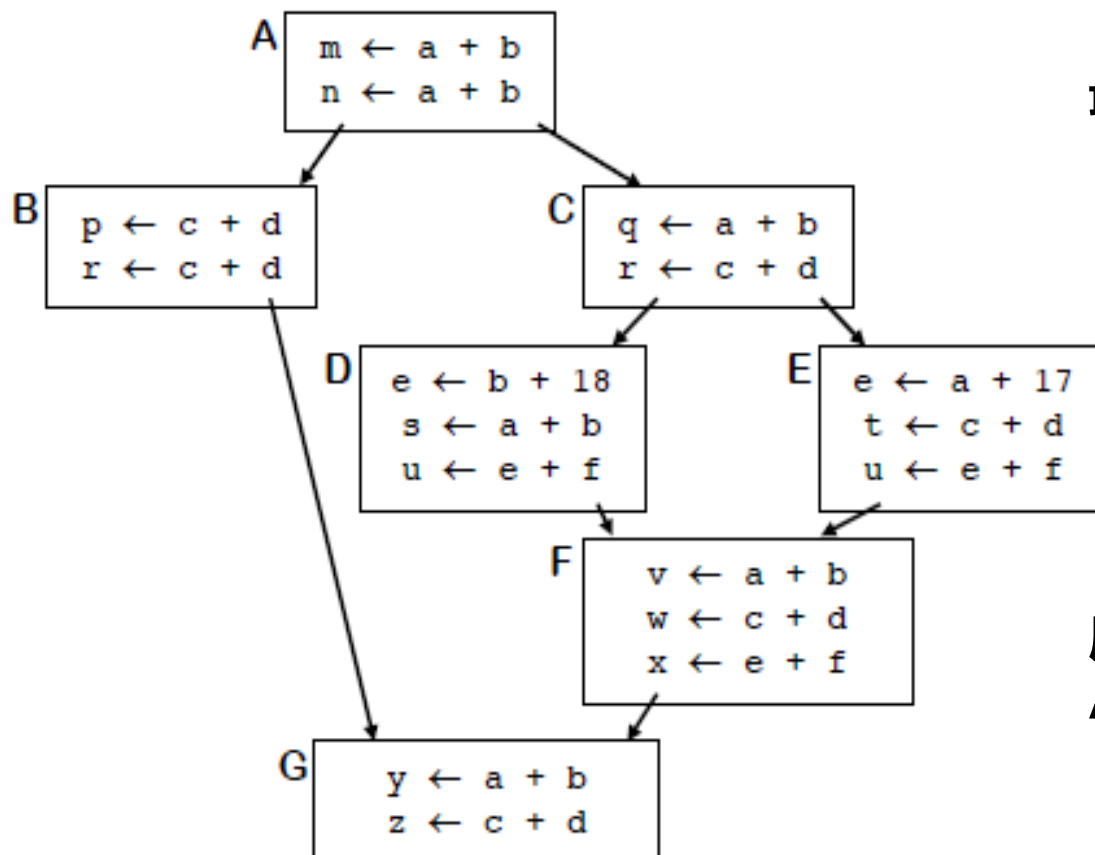 A
m ← a + b
n ← a + b
B
p ← c + d
r ← c + d
C
q ← a + b
r ← c + d
D
e ← b + 18
s ← a + b
u ← e + f
E
e ← a + 17
t ← c + d
u ← e + f
F
v ← a + b
w ← c + d
x ← e + f
G
y ← a + b
z ← c + d